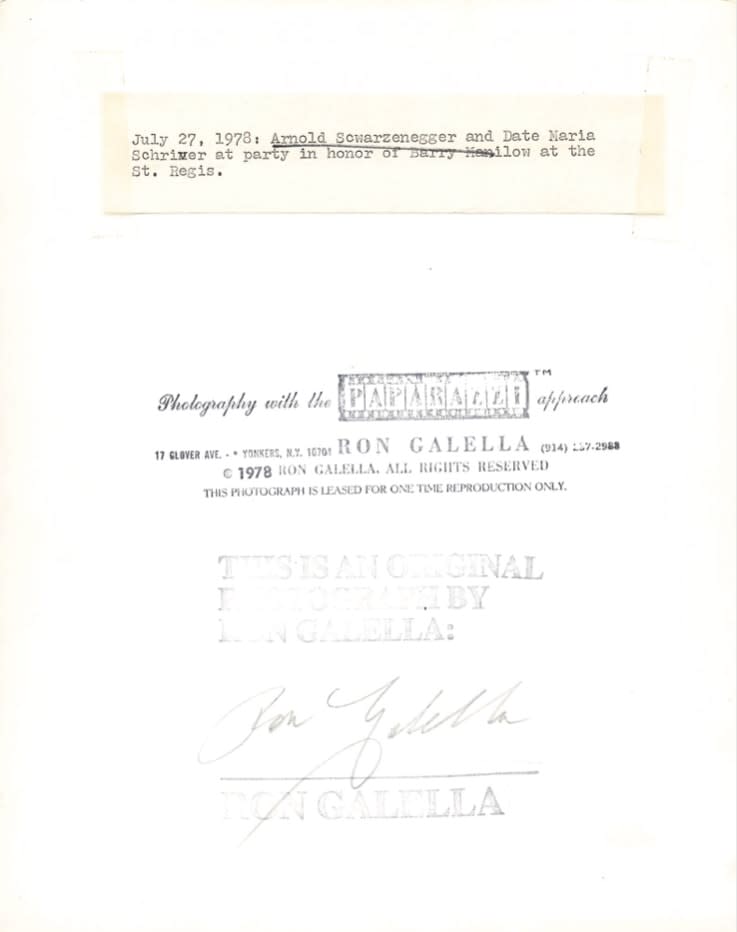 July 27, 1978: Arnold Scwarzenegger and Date Maria
Schriver at party in honor of Barry Manilow at the
St. Regis.
Photography with the PAPARAZZI ™ approach
17 GLOVER AVE. - * YONKERS, N.Y. 10701 RON GALELLA (914) 237-2988
© 1978 RON GALELLA. ALL RIGHTS RESERVED
THIS PHOTOGRAPH IS LEASED FOR ONE TIME REPRODUCTION ONLY.
THIS IS AN ORIGINAL
PHOTOGRAPH BY
RON GALELLA:
Ron Galella
RON GALELLA